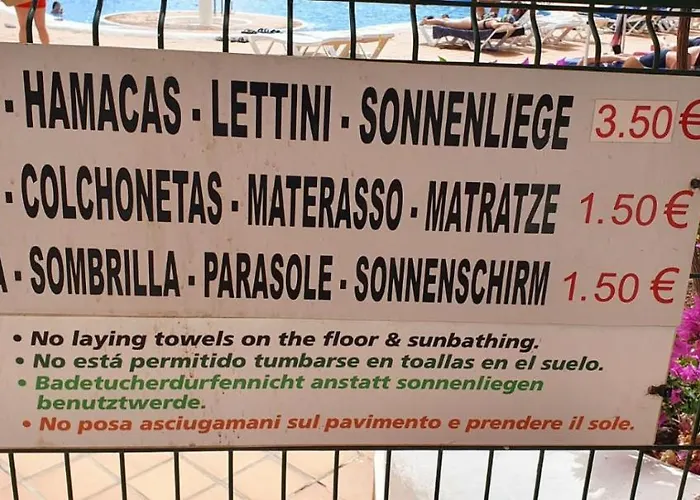 - HAMACAS - LETTINI - SONNENLIEGE 3.50 €
- COLCHONETAS - MATERASSO - MATRATZE 1.50 €
A - SOMBRILLA - PARASOLE - SONNENSCHIRM 1.50 €
• No laying towels on the floor & sunbathing.
• No está permitido tumbarse en toallas en el suelo.
• Badetucherdürfennicht anstatt sonnenliegen
benutztwerde.
• No posa asciugamani sul pavimento e prendere il sole.